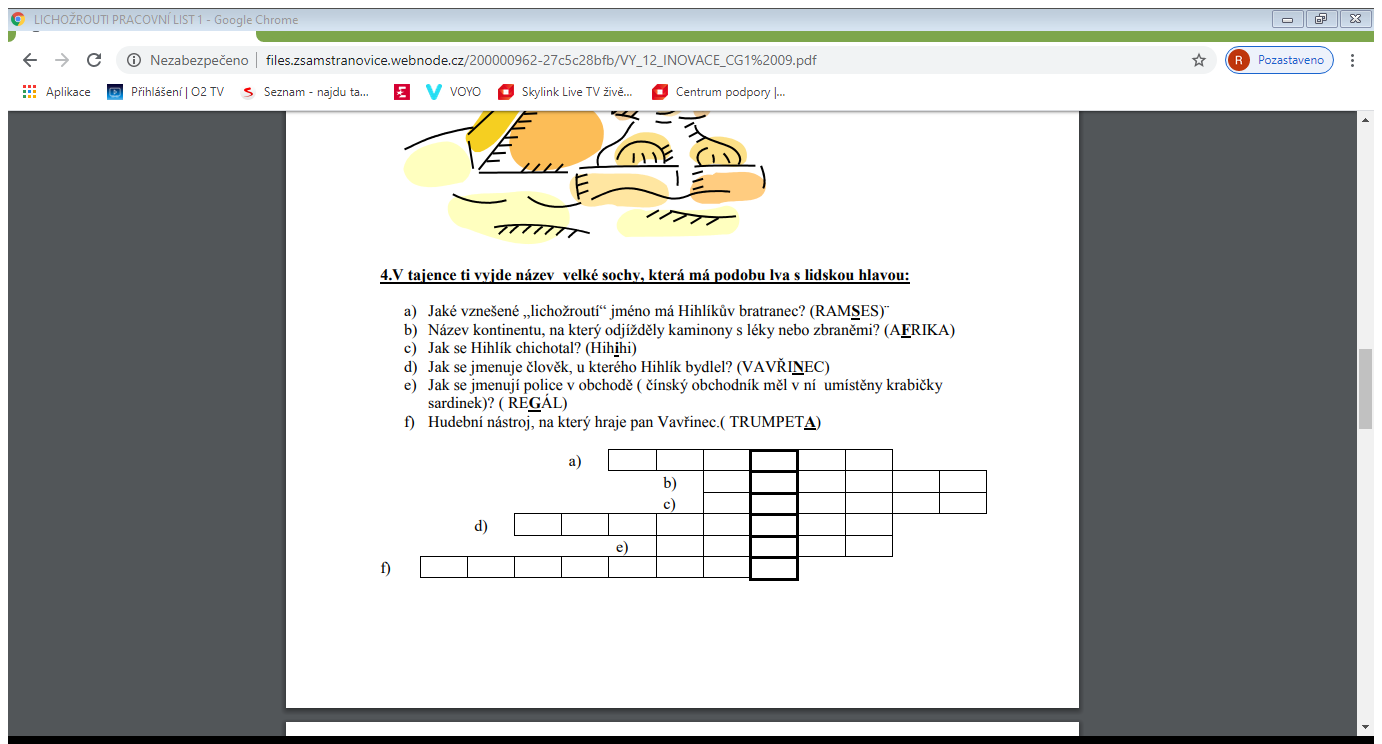 LICHOŽROUTI PRACOVNÍ LIST 1 - Google Chrome
Nezabezpečeno | files.zsamstranovice.webnode.cz/200000962-27c5c28bfb/VY_12_INOVACE_CG1%2009.pdf R Pozastaveno
Aplikace Přihlášení | O2 TV Seznam - najdu ta... VOYO Skylink Live TV živě... Centrum podpory |...
4.V tajence ti vyjde název velké sochy, která má podobu lva s lidskou hlavou:
a) Jaké vznešené „lichožroutí“ jméno má Hihlíkův bratranec? (RAMSES)¨
b) Název kontinentu, na který odjížděly kaminony s léky nebo zbraněmi? (AFRIKA)
c) Jak se Hihlík chichotal? (Hihihi)
d) Jak se jmenuje člověk, u kterého Hihlík bydlel? (VAVŘINEC)
e) Jak se jmenují police v obchodě ( čínský obchodník měl v ní umístěny krabičky
sardinek)? ( REGÁL)
f) Hudební nástroj, na který hraje pan Vavřinec.( TRUMPETA)
a)
b)
c)
d)
e)
f)